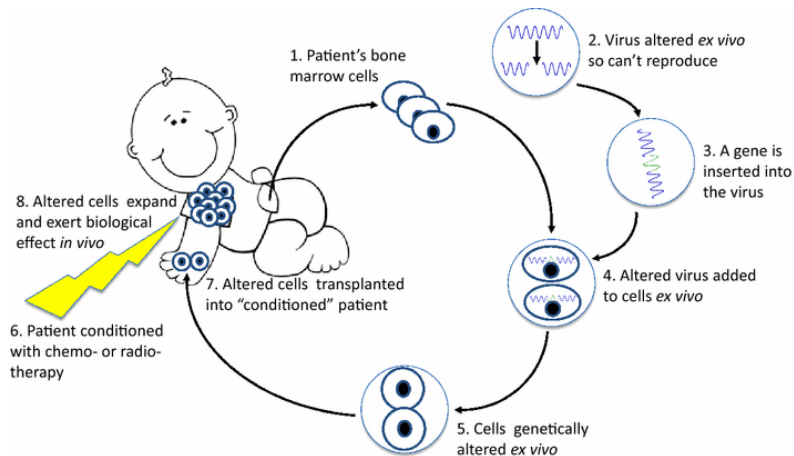 1. Patient's bone
marrow cells
2. Virus altered ex vivo
so can't reproduce
3. A gene is
inserted into
the virus
4. Altered virus added
to cells ex vivo
5. Cells genetically
altered ex vivo
6. Patient conditioned
with chemo- or radio-
therapy
7. Altered cells transplanted
into “conditioned” patient
8. Altered cells expand
and exert biological
effect in vivo